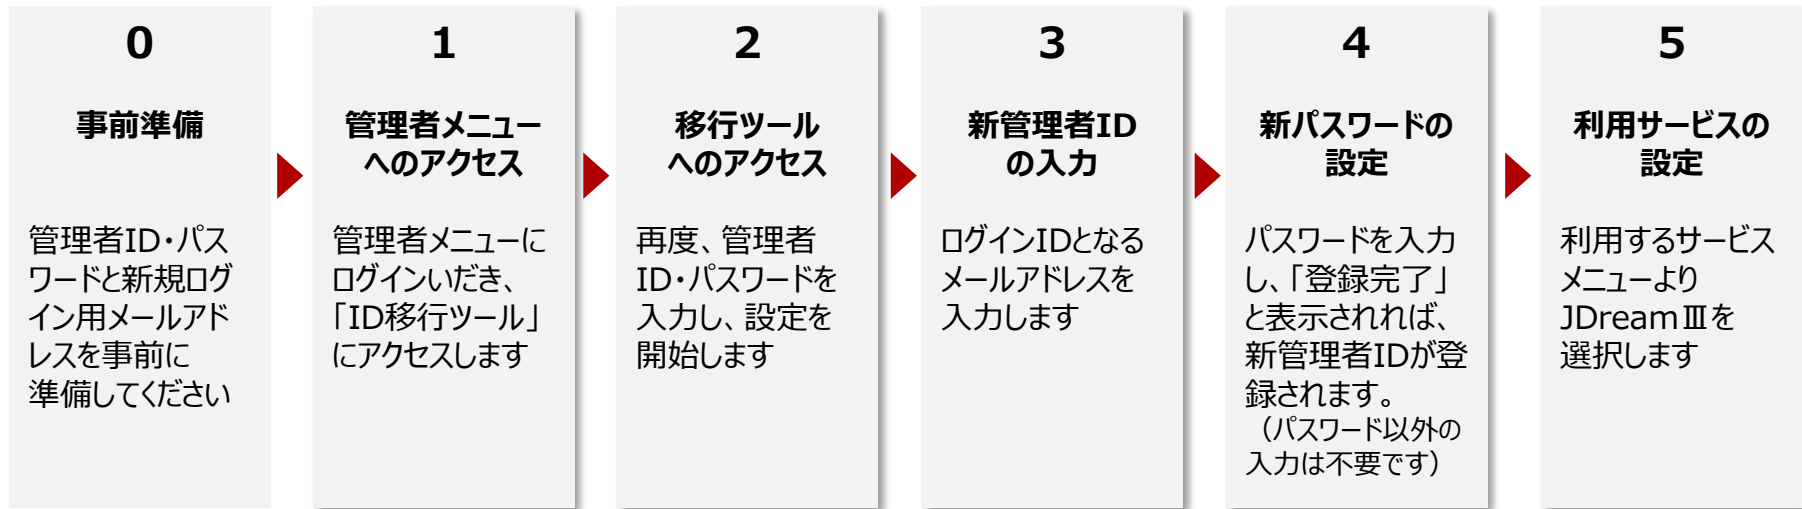 0
事前準備
管理者ID・パス
ワードと新規ログ
イン用メールアド
レスを事前に
準備してください
1
管理者メニュー
へのアクセス
管理者メニューに
ログインいだき、
「ID移行ツール」
にアクセスします
2
移行ツール
へのアクセス
再度、管理者
ID・パスワードを
入力し、設定を
開始します
3
新管理者ID
の入力
ログインIDとなる
メールアドレスを
入力します
4
新パスワードの
設定
パスワードを入力
し、「登録完了」
と表示されれば、
新管理者IDが登
録されます。
（パスワード以外の
入力は不要です）
5
利用サービスの
設定
利用するサービス
メニューより
JDreamⅢを
選択します